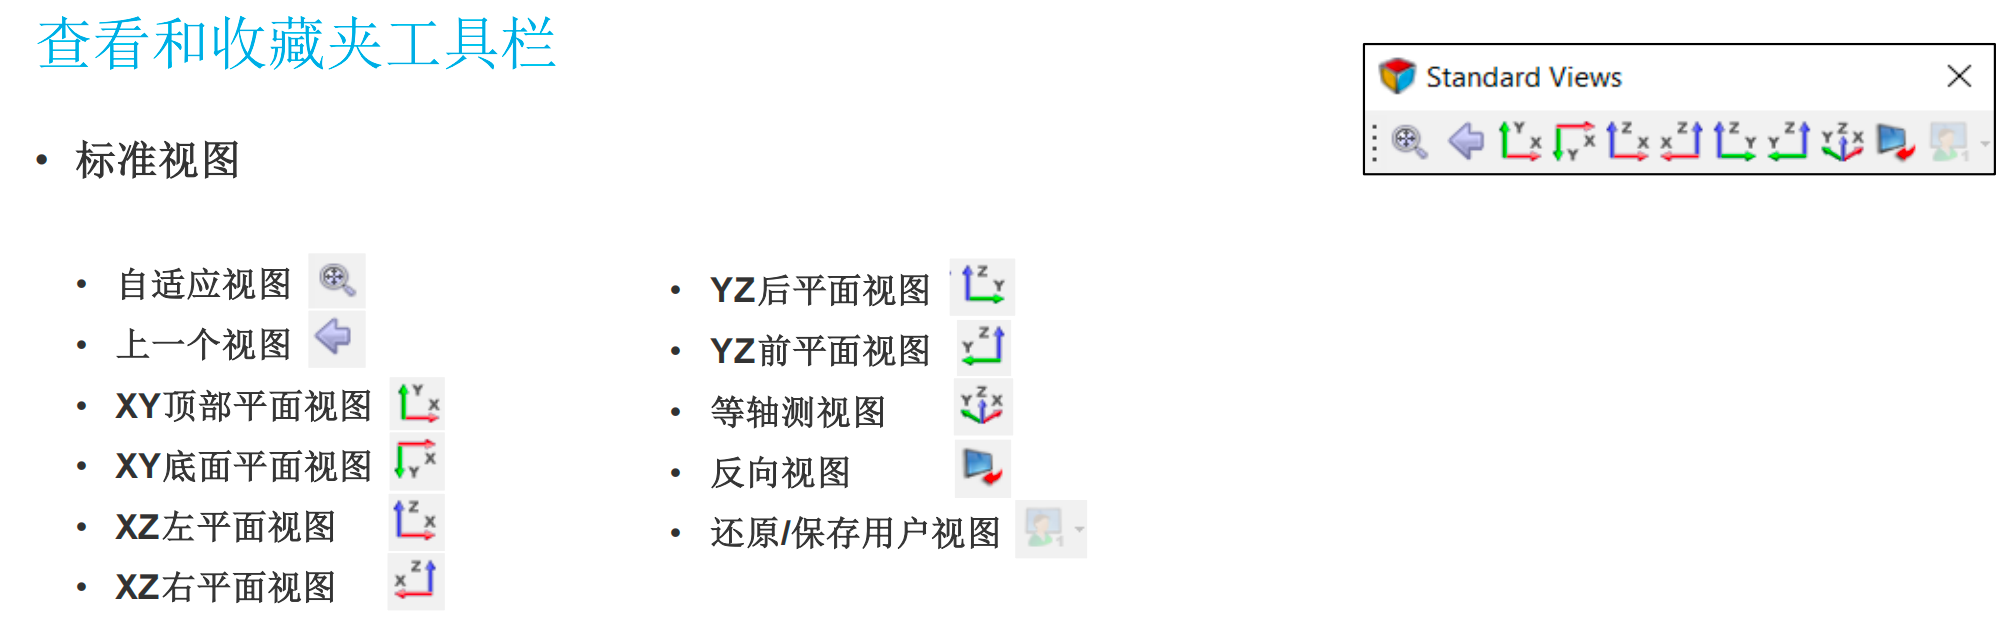 查看和收藏夹工具栏
Standard Views
Y X X Y Z X X Z Z Y Y Z Y Z X 1
• 标准视图
• 自适应视图
• 上一个视图
• XY顶部平面视图 Y X
• XY底面平面视图 X Y
• XZ左平面视图 Z X
• XZ右平面视图 X Z
• YZ后平面视图 Z Y
• YZ前平面视图 Y Z
• 等轴测视图 Y Z X
• 反向视图
• 还原/保存用户视图 1